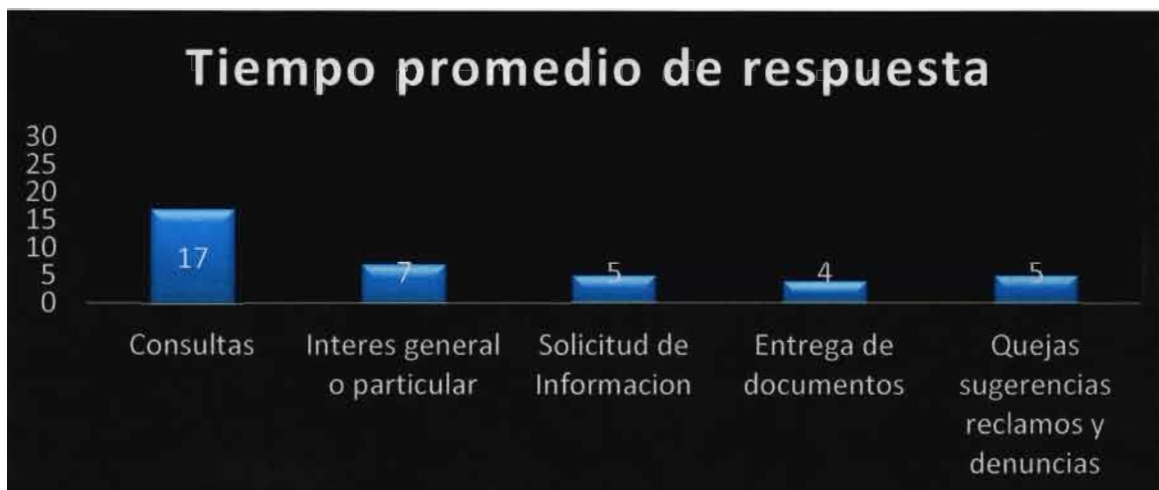 Tiempo promedio de respuesta
30
25
20
15
10
5
0
17
7
5
4
5
Consultas
Interes general
o particular
Solicitud de
Informacion
Entrega de
documentos
Quejas
sugerencias
reclamos y
denuncias